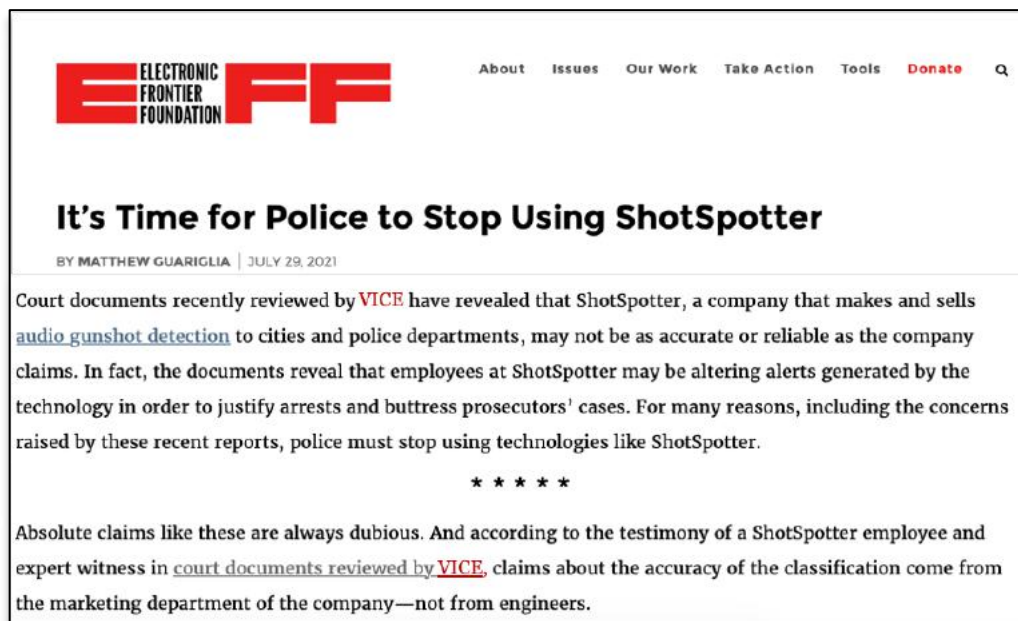 ELECTRONIC
FRONTIER
FOUNDATION
EFF
About Issues Our Work Take Action Tools Donate
It's Time for Police to Stop Using ShotSpotter
BY MATTHEW GUARIGLIA | JULY 29, 2021
Court documents recently reviewed by VICE have revealed that ShotSpotter, a company that makes and sells
audio gunshot detection to cities and police departments, may not be as accurate or reliable as the company
claims. In fact, the documents reveal that employees at ShotSpotter may be altering alerts generated by the
technology in order to justify arrests and buttress prosecutors' cases. For many reasons, including the concerns
raised by these recent reports, police must stop using technologies like ShotSpotter.
* * * * *
Absolute claims like these are always dubious. And according to the testimony of a ShotSpotter employee and
expert witness in court documents reviewed by VICE, claims about the accuracy of the classification come from
the marketing department of the company—not from engineers.